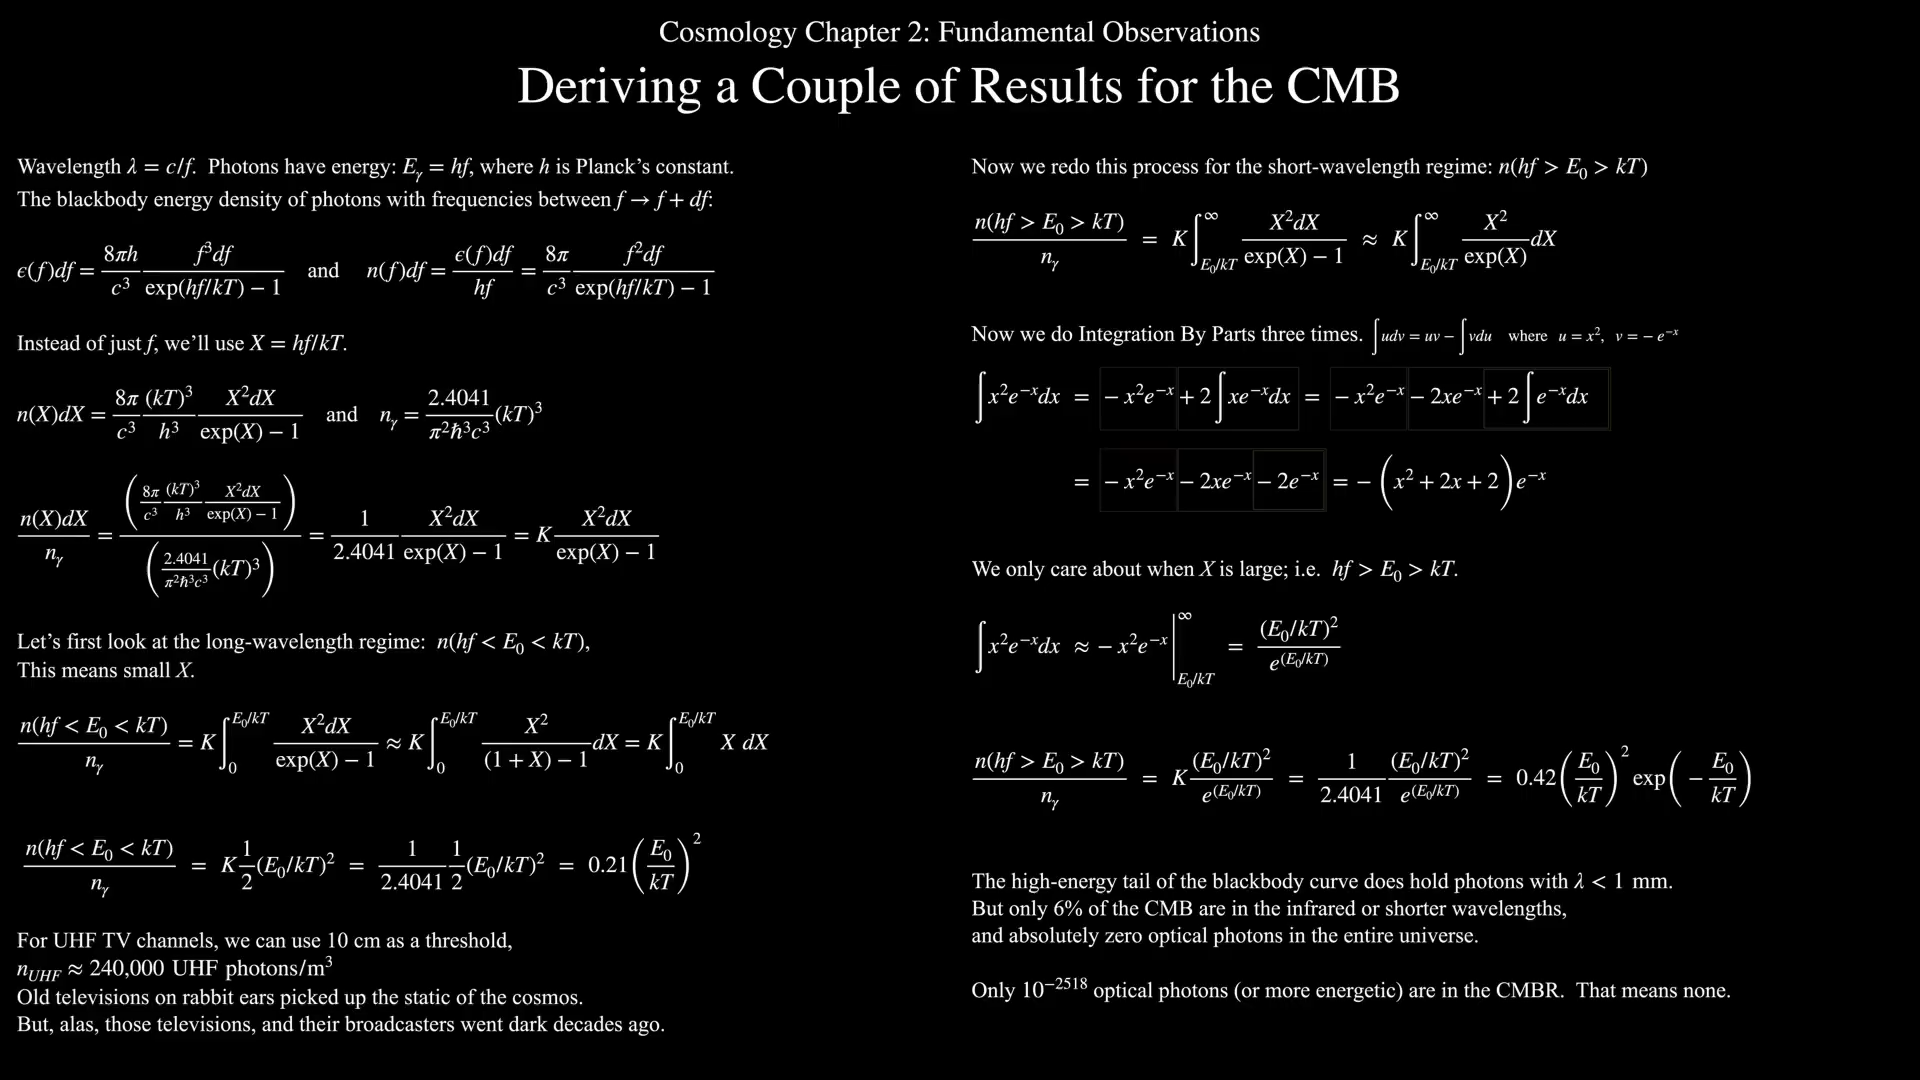 Cosmology Chapter 2: Fundamental Observations
Deriving a Couple of Results for the CMB
Wavelength λ = c/f. Photons have energy: E_γ = hf, where h is Planck's constant.
The blackbody energy density of photons with frequencies between f → f + df:
ϵ(f)df = (8πh/c³) (f³df)/(exp(hf/kT) − 1) and n(f)df = ϵ(f)df/hf = (8π/c³) (f²df)/(exp(hf/kT) − 1)
Instead of just f, we'll use X = hf/kT.
n(X)dX = (8π/c³) ((kT)³/h³) (X²dX)/(exp(X) − 1) and n_γ = (2.4041/(π²ℏ³c³)) (kT)³
n(X)dX/n_γ = ((8π/c³) ((kT)³/h³) (X²dX)/(exp(X) − 1)) / ((2.4041/(π²ℏ³c³)) (kT)³) = (1/2.4041) (X²dX)/(exp(X) − 1) = K (X²dX)/(exp(X) − 1)
Let's first look at the long-wavelength regime: n(hf < E₀ < kT),
This means small X.
n(hf < E₀ < kT)/n_γ = K ∫₀^(E₀/kT) (X²dX)/(exp(X) − 1) ≈ K ∫₀^(E₀/kT) X²/((1 + X) − 1) dX = K ∫₀^(E₀/kT) X dX
n(hf < E₀ < kT)/n_γ = K (1/2) (E₀/kT)² = (1/2.4041) (1/2) (E₀/kT)² = 0.21 (E₀/kT)²
For UHF TV channels, we can use 10 cm as a threshold,
n_UHF ≈ 240,000 UHF photons/m³
Old televisions on rabbit ears picked up the static of the cosmos.
But, alas, those televisions, and their broadcasters went dark decades ago.
Now we redo this process for the short-wavelength regime: n(hf > E₀ > kT)
n(hf > E₀ > kT)/n_γ = K ∫_(E₀/kT)^∞ (X²dX)/(exp(X) − 1) ≈ K ∫_(E₀/kT)^∞ X²/exp(X) dX
Now we do Integration By Parts three times. ∫udv = uv − ∫vdu where u = x², v = − e^(−x)
∫x²e^(−x)dx = − x²e^(−x) + 2∫xe^(−x)dx = − x²e^(−x) − 2xe^(−x) + 2∫e^(−x)dx
= − x²e^(−x) − 2xe^(−x) − 2e^(−x) = − (x² + 2x + 2) e^(−x)
We only care about when X is large; i.e. hf > E₀ > kT.
∫x²e^(−x)dx ≈ − x²e^(−x) |_(E₀/kT)^∞ = (E₀/kT)²/e^(E₀/kT)
n(hf > E₀ > kT)/n_γ = K (E₀/kT)²/e^(E₀/kT) = (1/2.4041) (E₀/kT)²/e^(E₀/kT) = 0.42 (E₀/kT)² exp(− E₀/kT)
The high-energy tail of the blackbody curve does hold photons with λ < 1 mm.
But only 6% of the CMB are in the infrared or shorter wavelengths,
and absolutely zero optical photons in the entire universe.
Only 10^(−2518) optical photons (or more energetic) are in the CMBR. That means none.